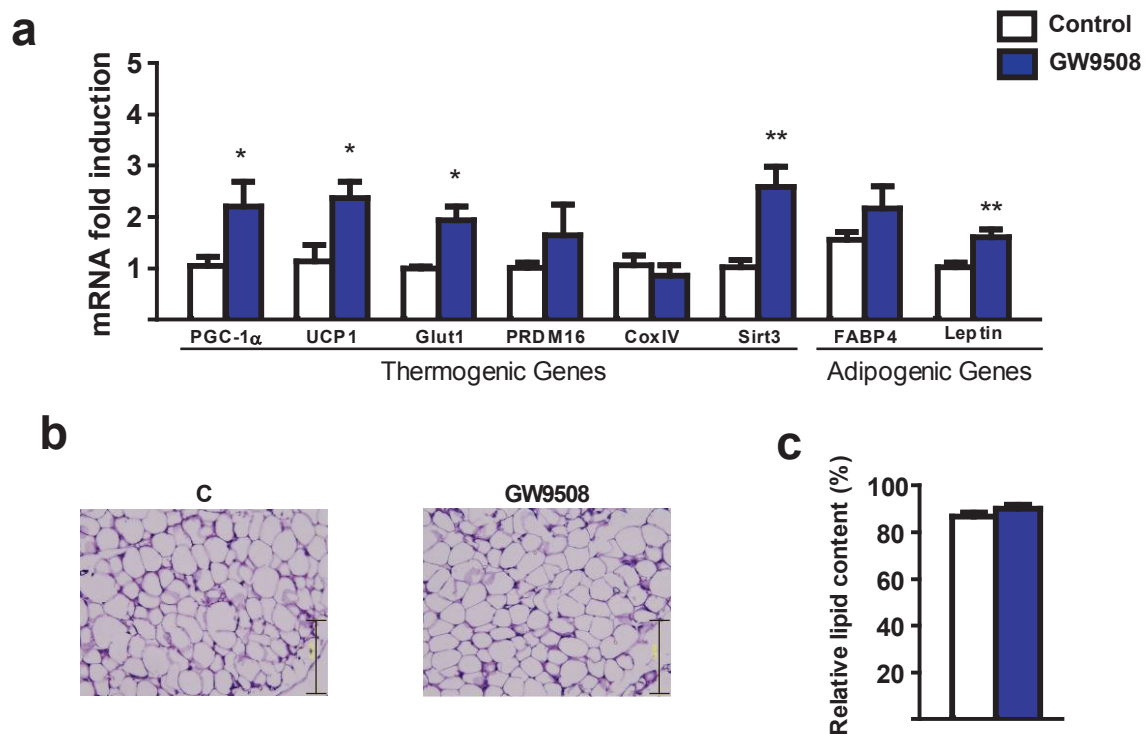 a
Control
GW9508
mRNA fold induction
5
4
3
2
1
*
*
*
**
**
PGC-1α UCP1 Glut1 PRDM16 CoxIV Sirt3 FABP4 Leptin
Thermogenic Genes Adipogenic Genes
b
C GW9508
c
Relative lipid content (%)
100
80
60
40
20